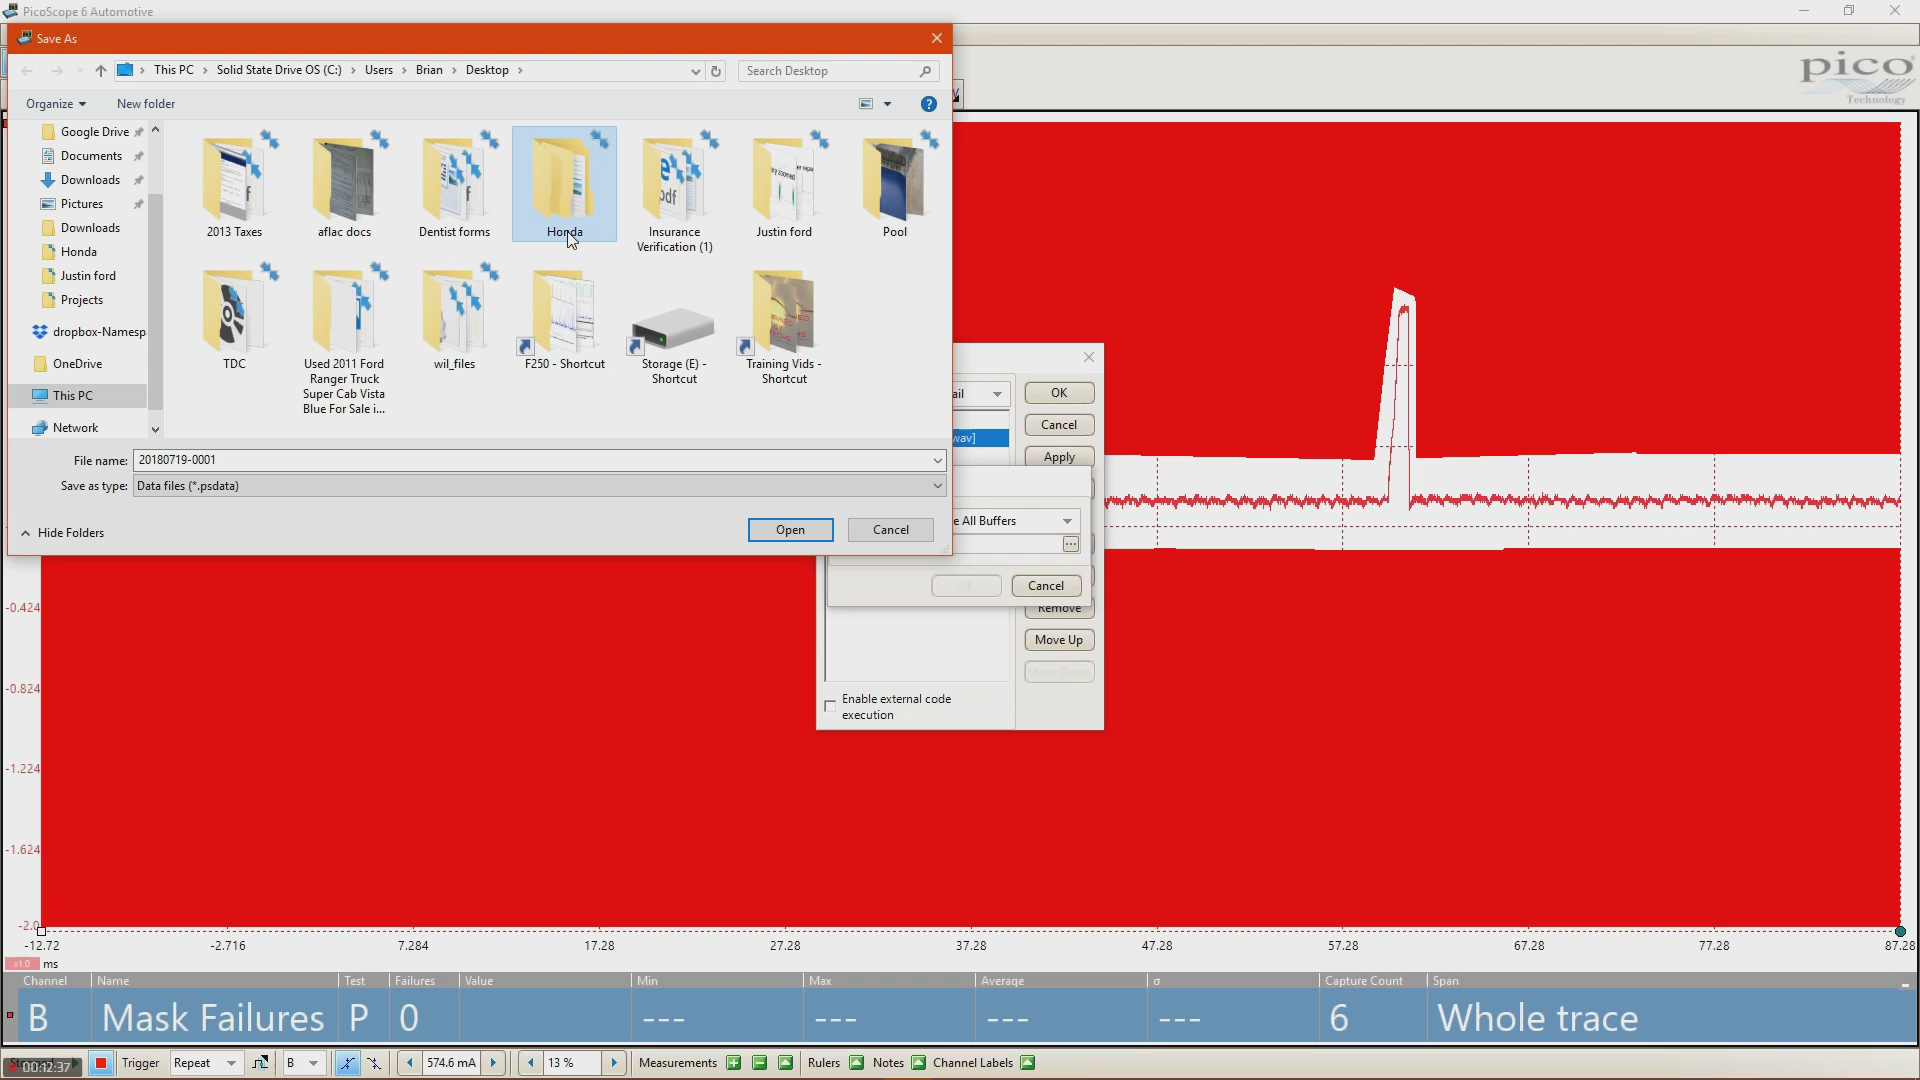 PicoScope 6 Automotive
Save As
This PC > Solid State Drive OS (C:) > Users > Brian > Desktop >
Search Desktop
Organize
New folder
pico
Technology
Google Drive
Documents
Downloads
Pictures
Downloads
Honda
Justin ford
Projects
dropbox-Namesp
OneDrive
This PC
Network
2013 Taxes
aflac docs
Dentist forms
Honda
Insurance
Verification (1)
Justin ford
Pool
TDC
Used 2011 Ford
Ranger Truck
Super Cab Vista
Blue For Sale i...
wil_files
F250 - Shortcut
Storage (E) -
Shortcut
Training Vids -
Shortcut
File name: 20180719-0001
Save as type: Data files (*.psdata)
Hide Folders
Open
Cancel
ail
wav]
OK
Cancel
Apply
e All Buffers
...
Cancel
Remove
Move Up
Move Down
Enable external code
execution
-0.424
-0.824
-1.224
-1.624
-2.0
-12.72 -2.716 7.284 17.28 27.28 37.28 47.28 57.28 67.28 77.28 87.28
x1.0 ms
Channel Name Test Failures Value Min Max Average σ Capture Count Span
B Mask Failures P 0 --- --- --- --- 6 Whole trace
00:12:37
Trigger Repeat B 574.6 mA 13 % Measurements Rulers Notes Channel Labels